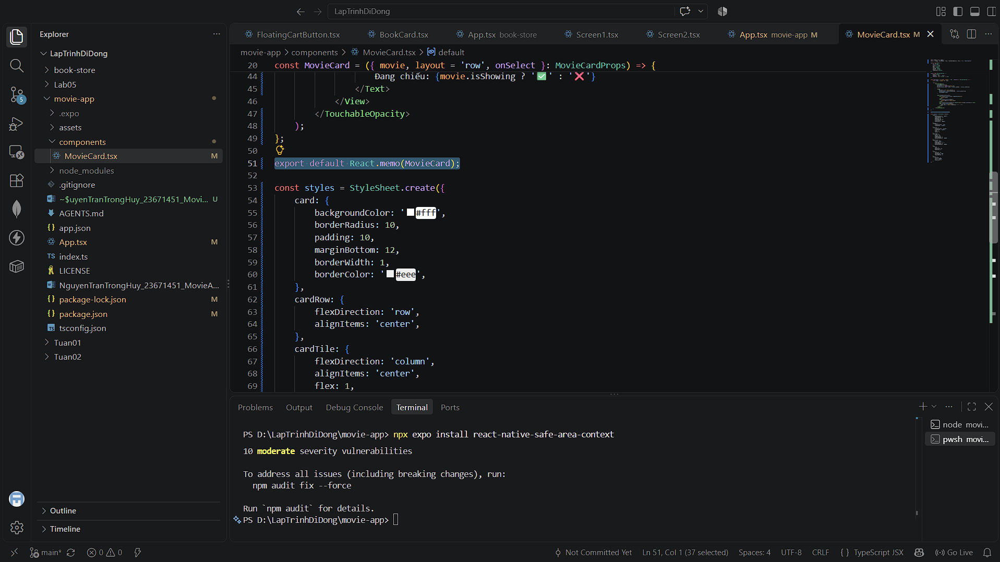 LapTrinhDiDong
Explorer
LapTrinhDiDong
book-store
Lab05
movie-app
.expo
assets
components
MovieCard.tsx M
node_modules
.gitignore
~$uyenTranTrongHuy_23671451_Movi... U
AGENTS.md
app.json
App.tsx M
TS index.ts
LICENSE
NguyenTranTrongHuy_23671451_MovieA...
package-lock.json M
package.json M
tsconfig.json
Tuan01
Tuan02
Outline
Timeline
5
FloatingCartButton.tsx BookCard.tsx App.tsx book-store Screen1.tsx Screen2.tsx App.tsx movie-app M MovieCard.tsx M
movie-app > components > MovieCard.tsx > default
20 const MovieCard = ({ movie, layout = 'row', onSelect }: MovieCardProps) => {
44 Đang chiếu: {movie.isShowing ? '✅' : '❌'}
45 </Text>
46 </View>
47 </TouchableOpacity>
48 );
49 };
50
51 export default React.memo(MovieCard);
52
53 const styles = StyleSheet.create({
54 card: {
55 backgroundColor: '#fff',
56 borderRadius: 10,
57 padding: 10,
58 marginBottom: 12,
59 borderWidth: 1,
60 borderColor: '#eee',
61 },
62 cardRow: {
63 flexDirection: 'row',
64 alignItems: 'center',
65 },
66 cardTile: {
67 flexDirection: 'column',
68 alignItems: 'center',
69 flex: 1,
Problems Output Debug Console Terminal Ports
PS D:\LapTrinhDiDong\movie-app> npx expo install react-native-safe-area-context
10 moderate severity vulnerabilities
To address all issues (including breaking changes), run:
npm audit fix --force
Run `npm audit` for details.
PS D:\LapTrinhDiDong\movie-app>
node movi...
pwsh movi...
main* 0 0 Not Committed Yet Ln 51, Col 1 (37 selected) Spaces: 4 UTF-8 CRLF { } TypeScript JSX Go Live